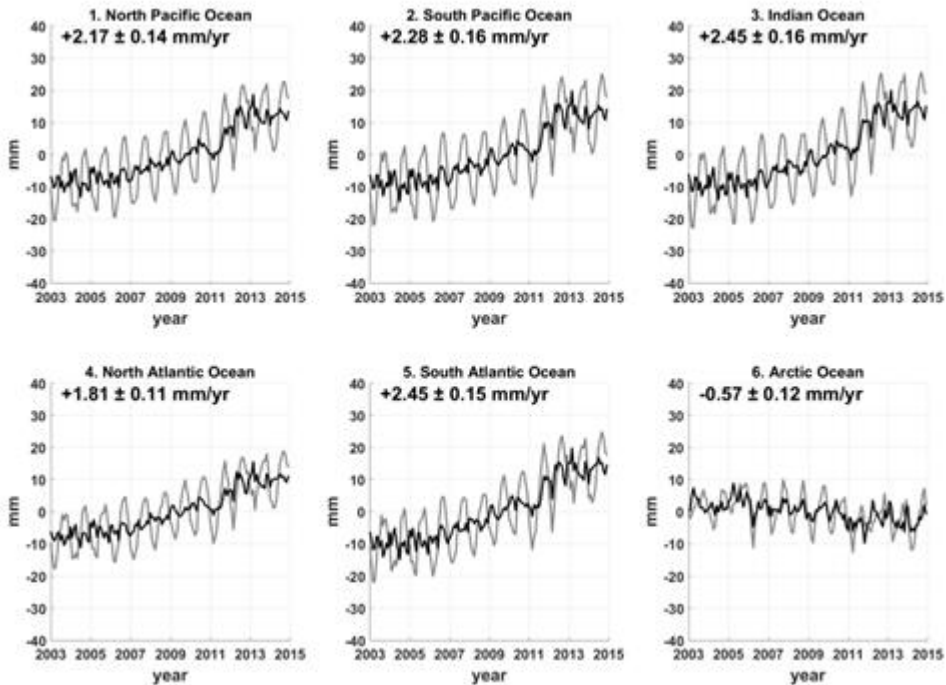 1. North Pacific Ocean
+2.17 ± 0.14 mm/yr
40
30
20
10
0
-10
-20
-30
-40
mm
2003 2005 2007 2009 2011 2013 2015
year
2. South Pacific Ocean
+2.28 ± 0.16 mm/yr
40
30
20
10
0
-10
-20
-30
-40
mm
2003 2005 2007 2009 2011 2013 2015
year
3. Indian Ocean
+2.45 ± 0.16 mm/yr
40
30
20
10
0
-10
-20
-30
-40
mm
2003 2005 2007 2009 2011 2013 2015
year
4. North Atlantic Ocean
+1.81 ± 0.11 mm/yr
40
30
20
10
0
-10
-20
-30
-40
mm
2003 2005 2007 2009 2011 2013 2015
year
5. South Atlantic Ocean
+2.45 ± 0.15 mm/yr
40
30
20
10
0
-10
-20
-30
-40
mm
2003 2005 2007 2009 2011 2013 2015
year
6. Arctic Ocean
-0.57 ± 0.12 mm/yr
40
30
20
10
0
-10
-20
-30
-40
mm
2003 2005 2007 2009 2011 2013 2015
year